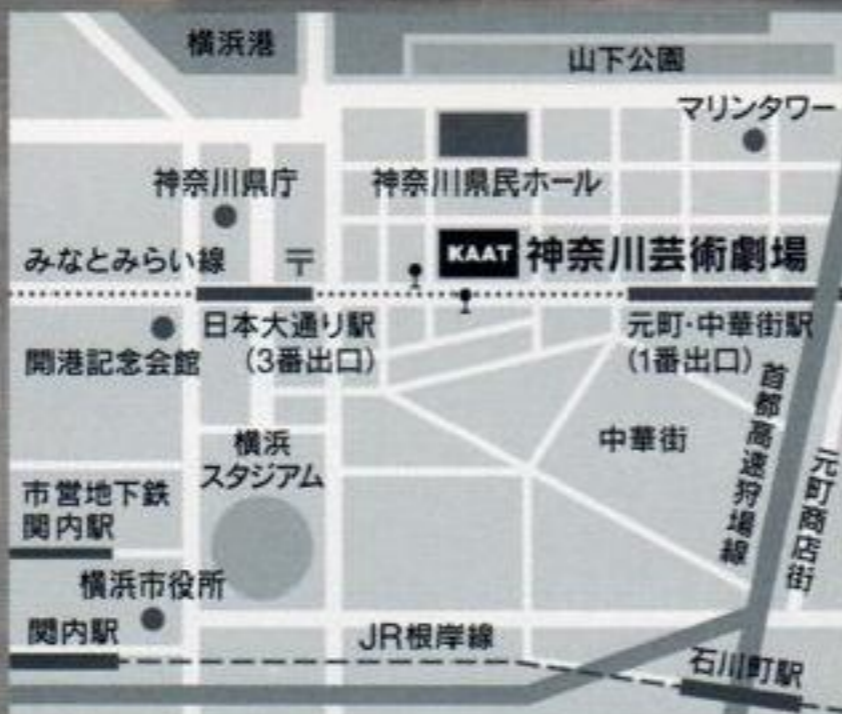 横浜港
山下公園
マリンタワー
神奈川県庁
神奈川県民ホール
みなとみらい線
〒
KAAT 神奈川芸術劇場
日本大通り駅
(3番出口)
元町・中華街駅
(1番出口)
開港記念会館
首都高速狩場線
中華街
横浜
スタジアム
元町商店街
市営地下鉄
関内駅
横浜市役所
関内駅
JR根岸線
石川町駅